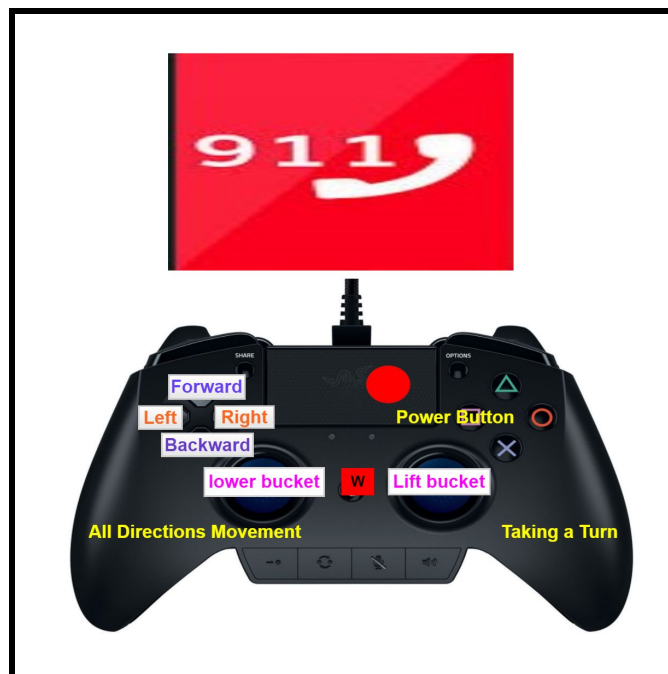 911
SHARE
OPTIONS
Forward
Left
Right
Power Button
Backward
lower bucket
W
Lift bucket
All Directions Movement
Taking a Turn